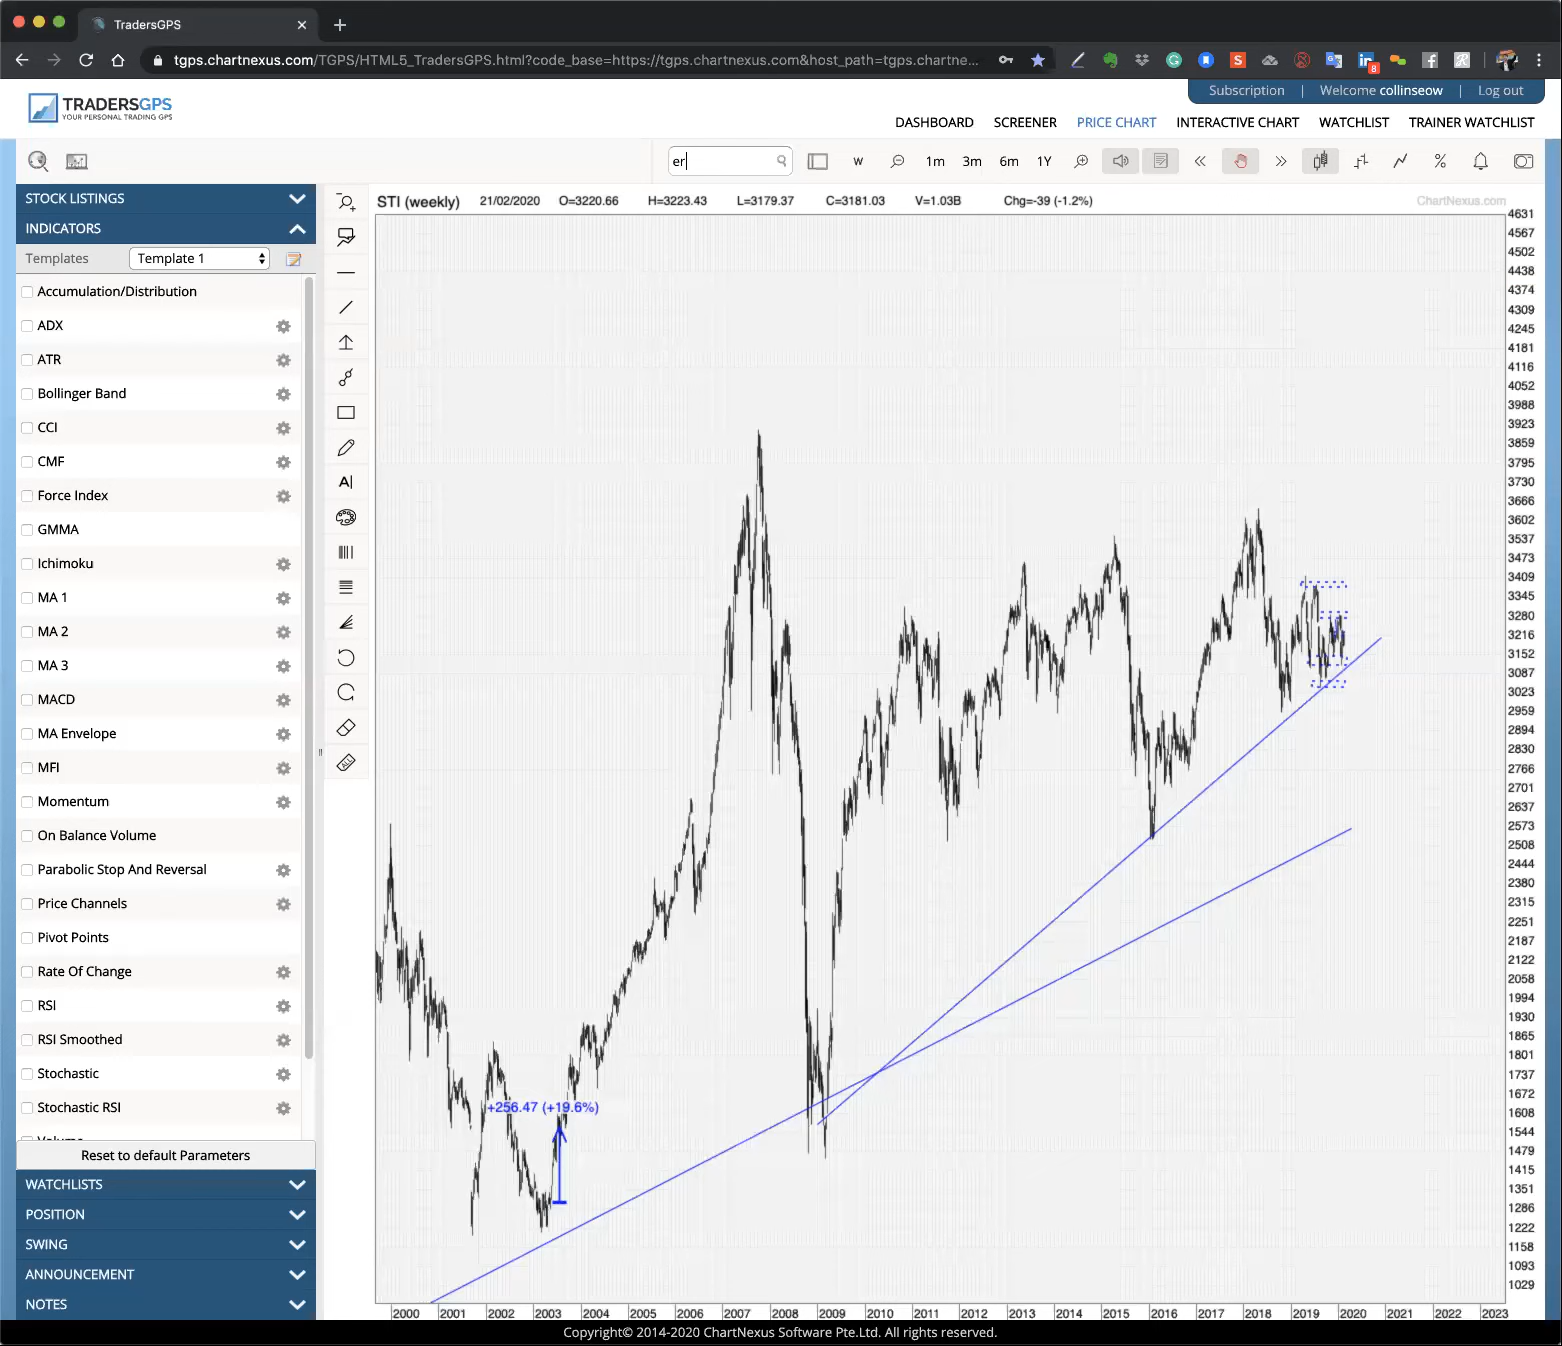 TradersGPS
tgps.chartnexus.com/TGPS/HTML5_TradersGPS.html?code_base=https://tgps.chartnexus.com&host_path=tgps.chartne...
8
Subscription | Welcome collinseow | Log out
TRADERSGPS
YOUR PERSONAL TRADING GPS
DASHBOARD SCREENER PRICE CHART INTERACTIVE CHART WATCHLIST TRAINER WATCHLIST
er W 1m 3m 6m 1Y
STOCK LISTINGS
INDICATORS
Templates Template 1
Accumulation/Distribution
ADX
ATR
Bollinger Band
CCI
CMF
Force Index
GMMA
Ichimoku
MA 1
MA 2
MA 3
MACD
MA Envelope
MFI
Momentum
On Balance Volume
Parabolic Stop And Reversal
Price Channels
Pivot Points
Rate Of Change
RSI
RSI Smoothed
Stochastic
Stochastic RSI
Volume
Reset to default Parameters
WATCHLISTS
POSITION
SWING
ANNOUNCEMENT
NOTES
STI (weekly) 21/02/2020 O=3220.66 H=3223.43 L=3179.37 C=3181.03 V=1.03B Chg=-39 (-1.2%)
ChartNexus.com
4631
4567
4502
4438
4374
4309
4245
4181
4116
4052
3988
3923
3859
3795
3730
3666
3602
3537
3473
3409
3345
3280
3216
3152
3087
3023
2959
2894
2830
2766
2701
2637
2573
2508
2444
2380
2315
2251
2187
2122
2058
1994
1930
1865
1801
1737
1672
1608
1544
1479
1415
1351
1286
1222
1158
1093
1029
+256.47 (+19.6%)
2000 2001 2002 2003 2004 2005 2006 2007 2008 2009 2010 2011 2012 2013 2014 2015 2016 2017 2018 2019 2020 2021 2022 2023
Copyright© 2014-2020 ChartNexus Software Pte.Ltd. All rights reserved.